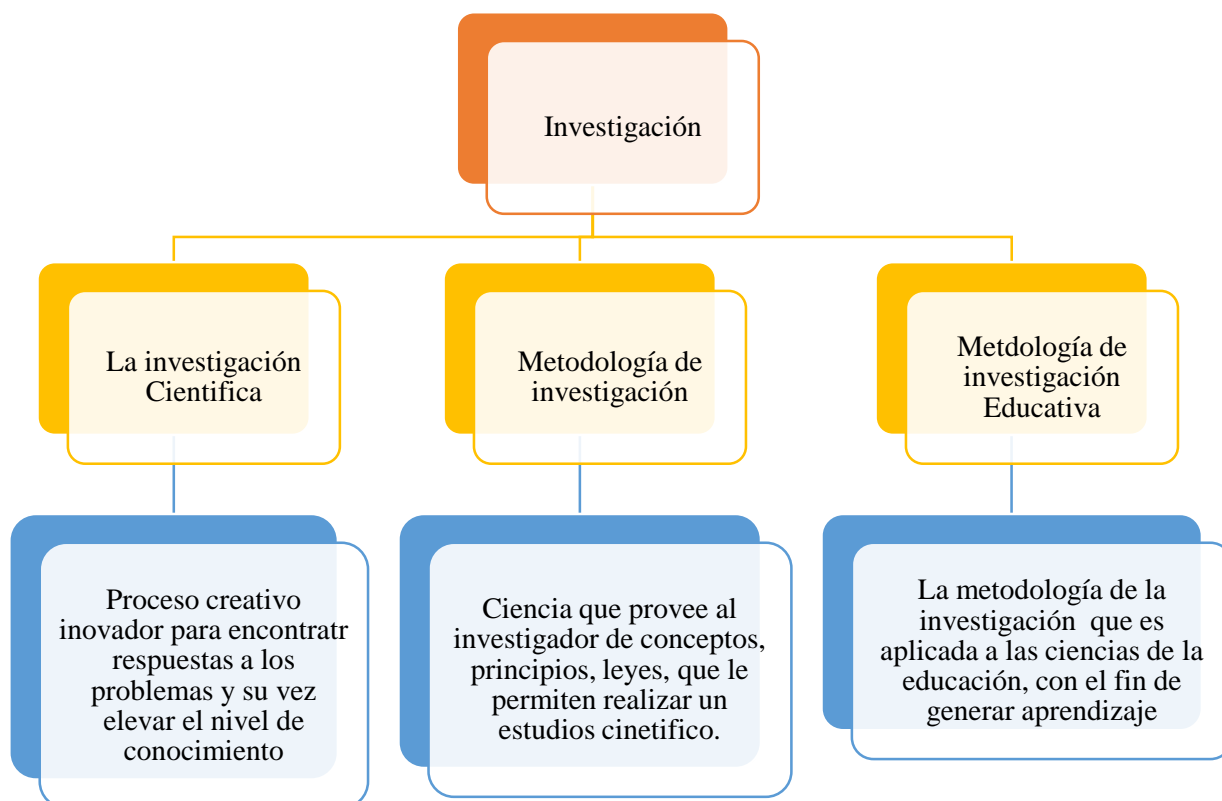 Investigación
La investigación
Cientifica
Metodología de
investigación
Metdología de
investigación
Educativa
Proceso creativo
inovador para encontratr
respuestas a los
problemas y su vez
elevar el nivel de
conocimiento
Ciencia que provee al
investigador de conceptos,
principios, leyes, que le
permiten realizar un
estudios cinetifico.
La metodología de la
investigación que es
aplicada a las ciencias de la
educación, con el fin de
generar aprendizaje